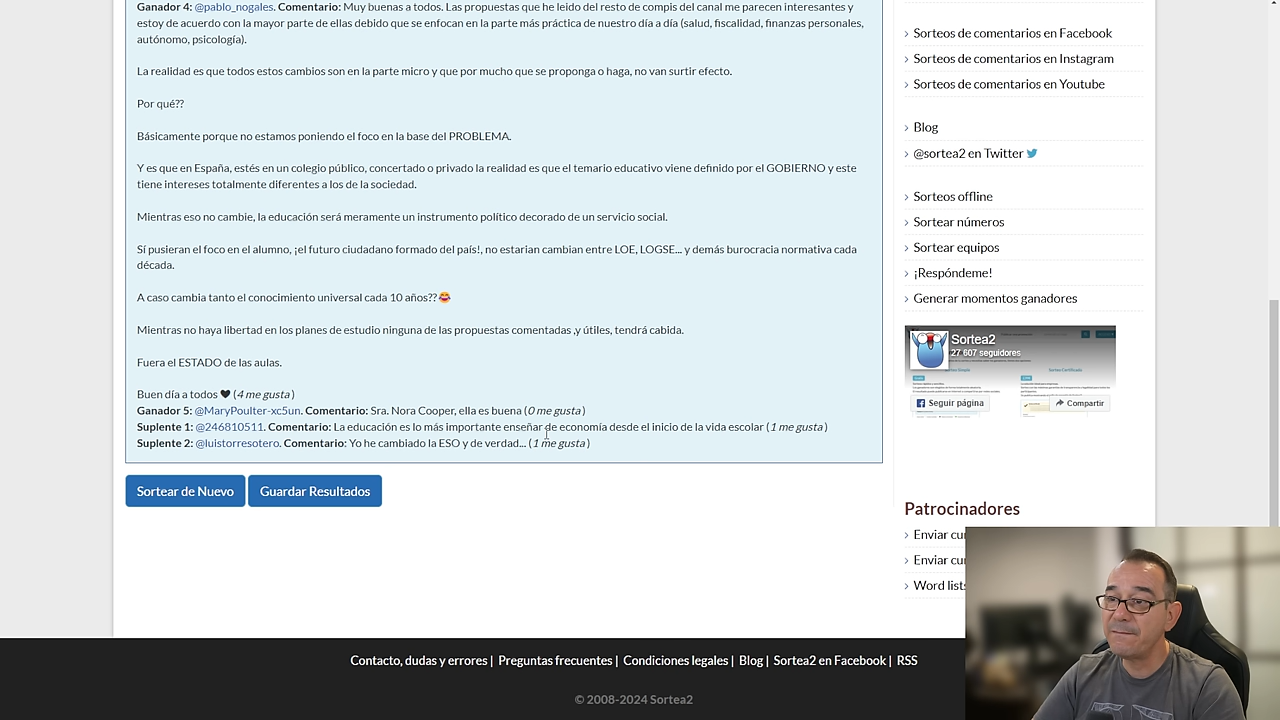 Ganador 4: @pablo_nogales. Comentario: Muy buenas a todos. Las propuestas que he leido del resto de compis del canal me parecen interesantes y
estoy de acuerdo con la mayor parte de ellas debido que se enfocan en la parte más práctica de nuestro día a día (salud, fiscalidad, finanzas personales,
autónomo, psicología).
La realidad es que todos estos cambios son en la parte micro y que por mucho que se proponga o haga, no van surtir efecto.
Por qué??
Básicamente porque no estamos poniendo el foco en la base del PROBLEMA.
Y es que en España, estés en un colegio público, concertado o privado la realidad es que el temario educativo viene definido por el GOBIERNO y este
tiene intereses totalmente diferentes a los de la sociedad.
Mientras eso no cambie, la educación será meramente un instrumento político decorado de un servicio social.
Sí pusieran el foco en el alumno, ¡el futuro ciudadano formado del país!, no estarian cambian entre LOE, LOGSE... y demás burocracia normativa cada
década.
A caso cambia tanto el conocimiento universal cada 10 años??😂
Mientras no haya libertad en los planes de estudio ninguna de las propuestas comentadas ,y útiles, tendrá cabida.
Fuera el ESTADO de las aulas.
Buen día a todos❤ (4 me gusta )
Ganador 5: @MaryPoulter-xc5un. Comentario: Sra. Nora Cooper, ella es buena (0 me gusta )
Suplente 1: Comentario: La educación es lo más importante enseñar de economía desde el inicio de la vida escolar (1 me gusta )
Suplente 2: @luistorresotero. Comentario: Yo he cambiado la ESO y de verdad... (1 me gusta )
Sortear de Nuevo
Guardar Resultados
Sorteos de comentarios en Facebook
Sorteos de comentarios en Instagram
Sorteos de comentarios en Youtube
Blog
@sortea2 en Twitter
Sorteos offline
Sortear números
Sortear equipos
¡Respóndeme!
Generar momentos ganadores
Sortea2
27 607 seguidores
Seguir página
Compartir
Patrocinadores
Enviar
Enviar
Word lists
Contacto, dudas y errores | Preguntas frecuentes | Condiciones legales | Blog | Sortea2 en Facebook | RSS
© 2008-2024 Sortea2